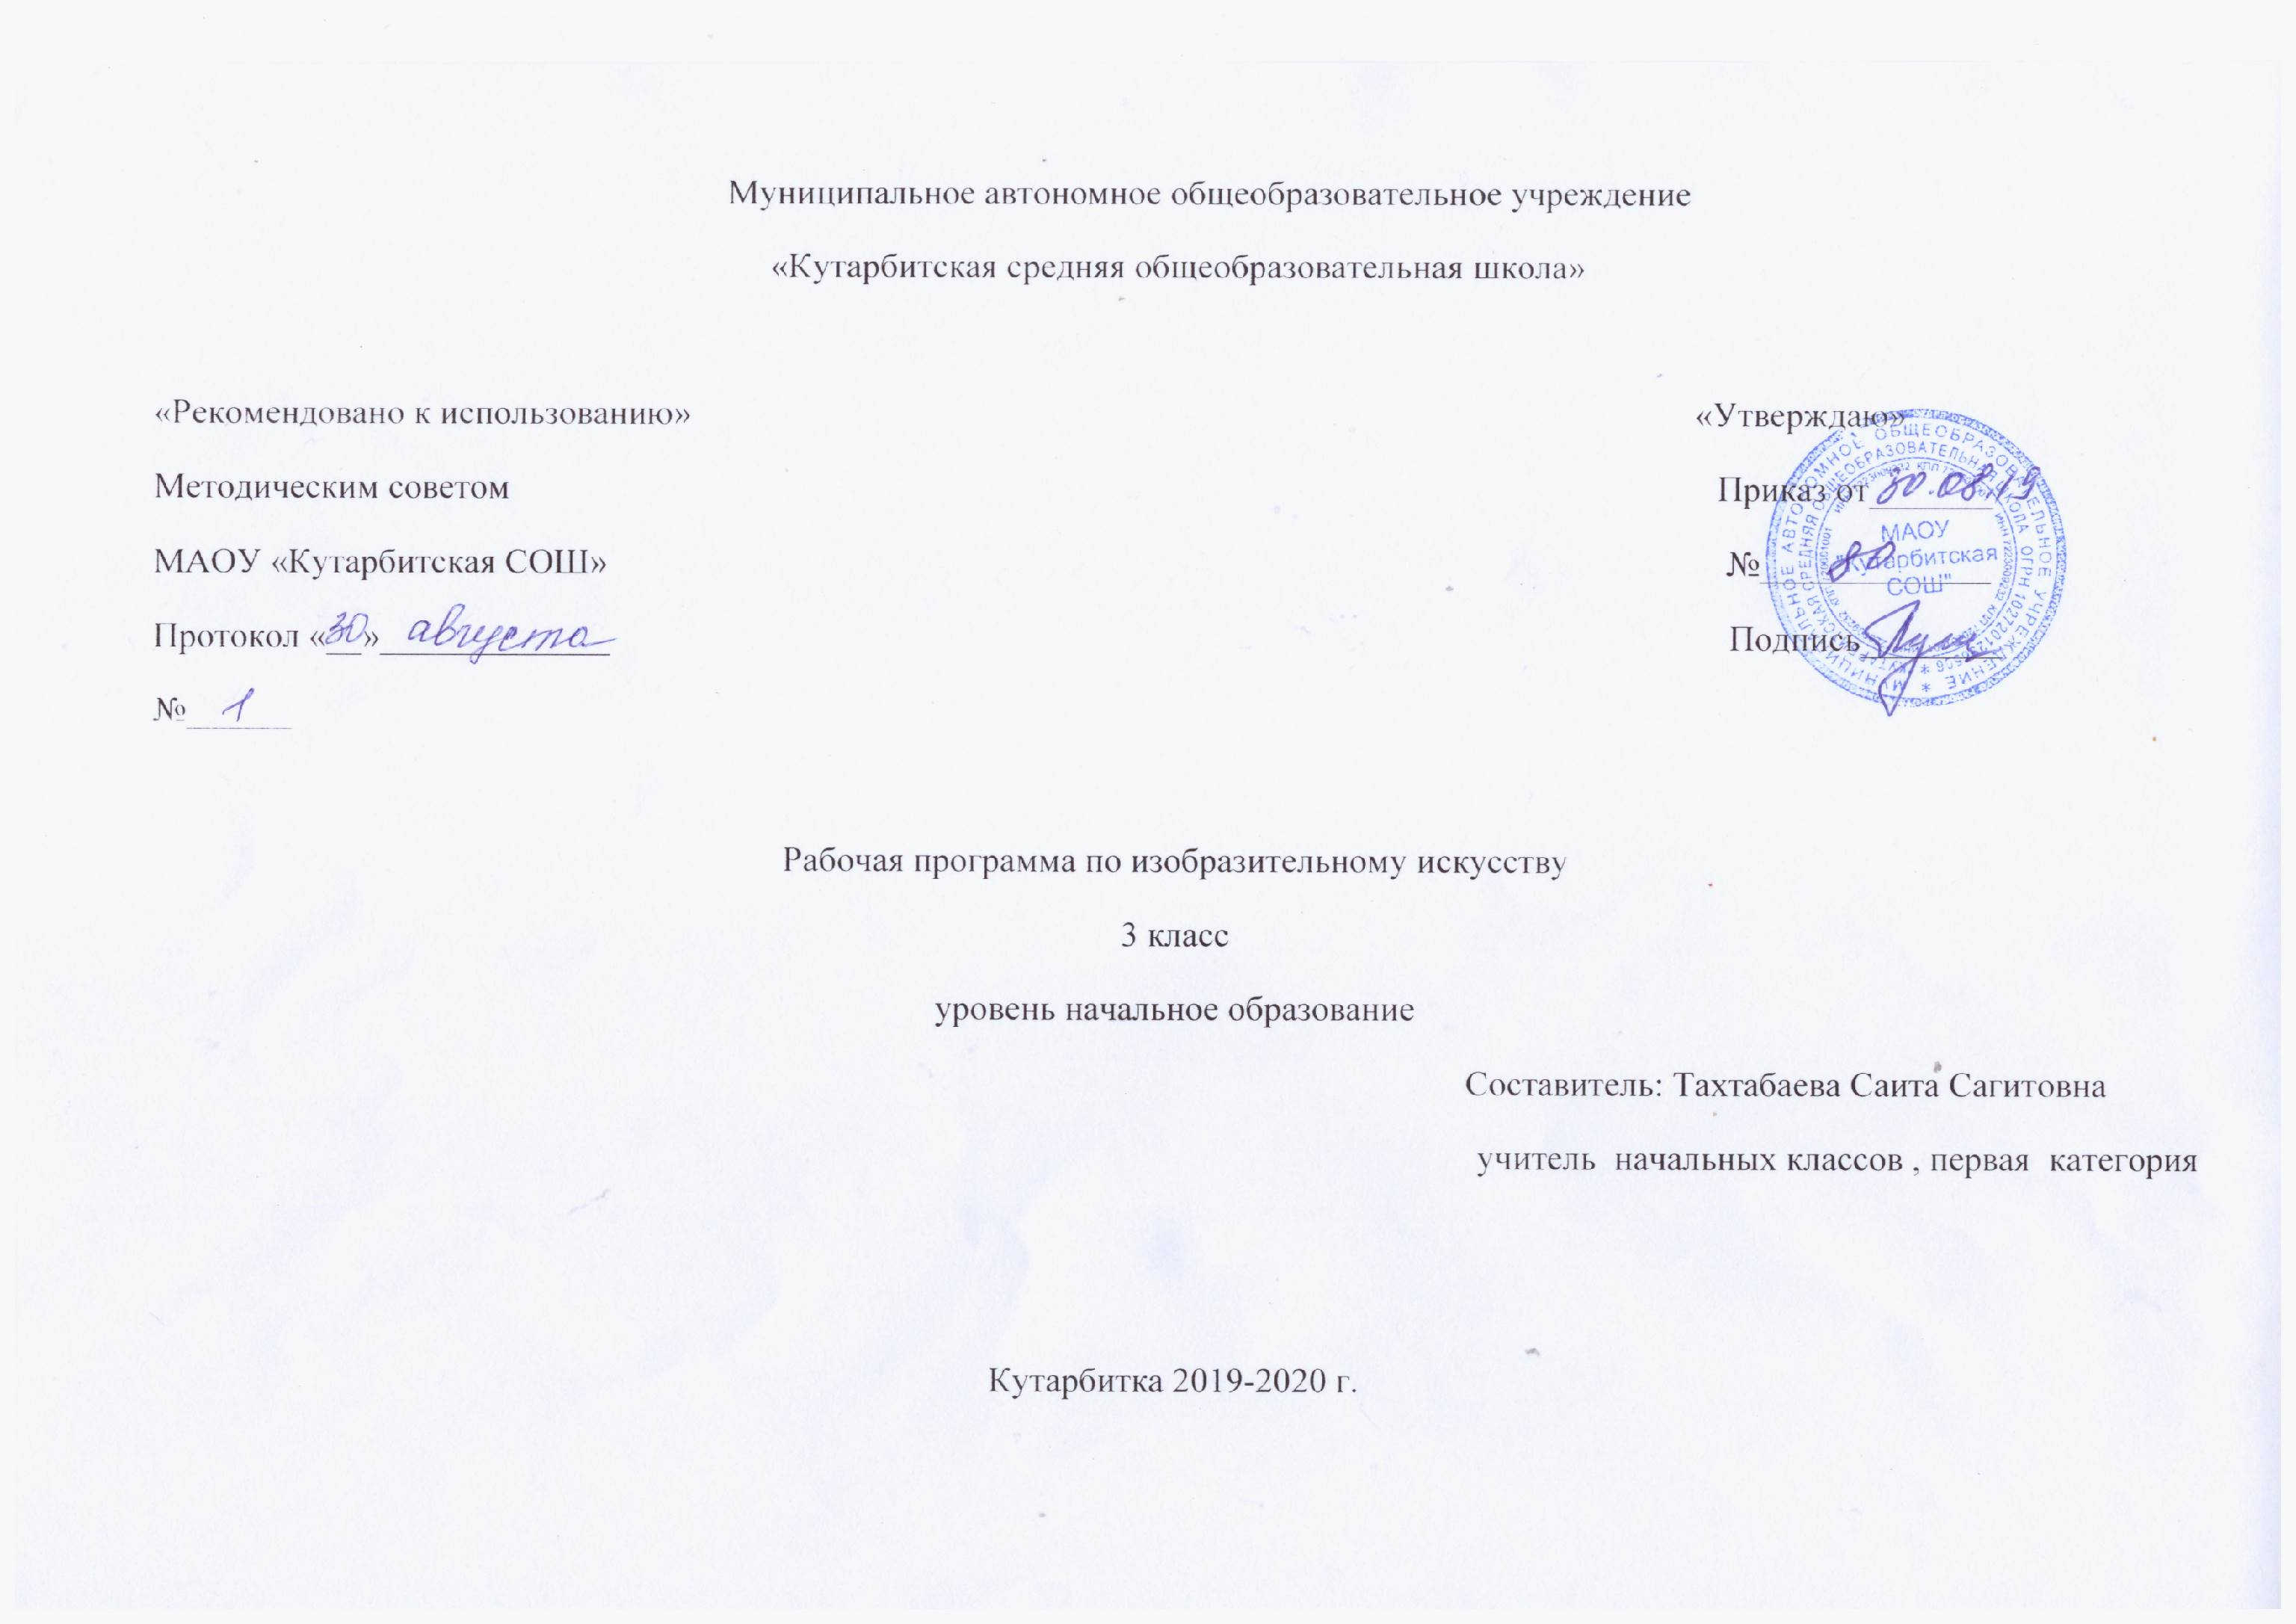 Муниципальное автономное общеобразовательное учреждение
«Кутарбитская средняя общеобразовательная школа»
«Рекомендовано к использованию»
Методическим советом
МАОУ «Кутарбитская СОШ»
Протокол «30» августа
№ 1
«Утверждаю»
Приказ от 30.08.19
№ 80
Подпись
МАОУ
"Кутарбитская
СОШ"
Рабочая программа по изобразительному искусству
3 класс
уровень начальное образование
Составитель: Тахтабаева Саита Сагитовна
учитель начальных классов , первая категория
Кутарбитка 2019-2020 г.